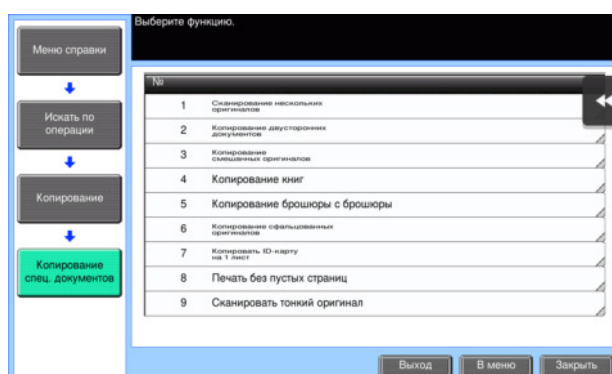 Выберите функцию.
Меню справки
Искать по
операции
Копирование
Копирование
спец. документов
№
1 Сканирование нескольких
оригиналов
2 Копирование двусторонних
документов
3 Копирование
смешанных оригиналов
4 Копирование книг
5 Копирование брошюры с брошюры
6 Копирование сфальцованных
оригиналов
7 Копировать ID-карту
на 1 лист
8 Печать без пустых страниц
9 Сканировать тонкий оригинал
Выход В меню Закрыть